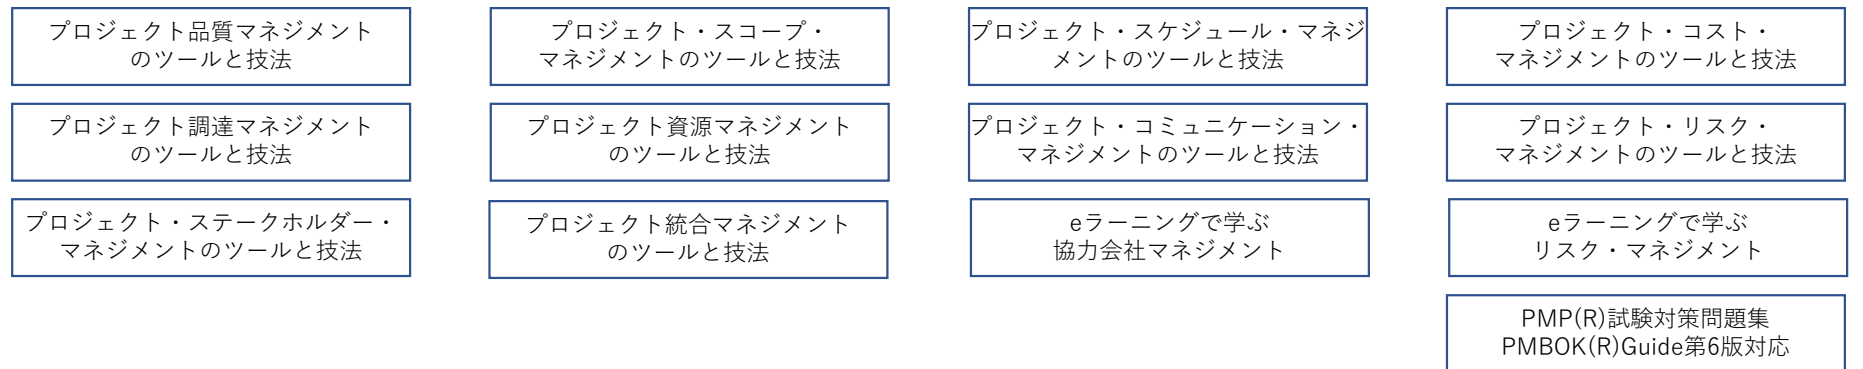 プロジェクト品質マネジメント
のツールと技法
プロジェクト・スコープ・
マネジメントのツールと技法
プロジェクト・スケジュール・マネジ
メントのツールと技法
プロジェクト・コスト・
マネジメントのツールと技法
プロジェクト調達マネジメント
のツールと技法
プロジェクト資源マネジメント
のツールと技法
プロジェクト・コミュニケーション・
マネジメントのツールと技法
プロジェクト・リスク・
マネジメントのツールと技法
プロジェクト・ステークホルダー・
マネジメントのツールと技法
プロジェクト統合マネジメント
のツールと技法
eラーニングで学ぶ
協力会社マネジメント
eラーニングで学ぶ
リスク・マネジメント
PMP(R)試験対策問題集
PMBOK(R)Guide第6版対応